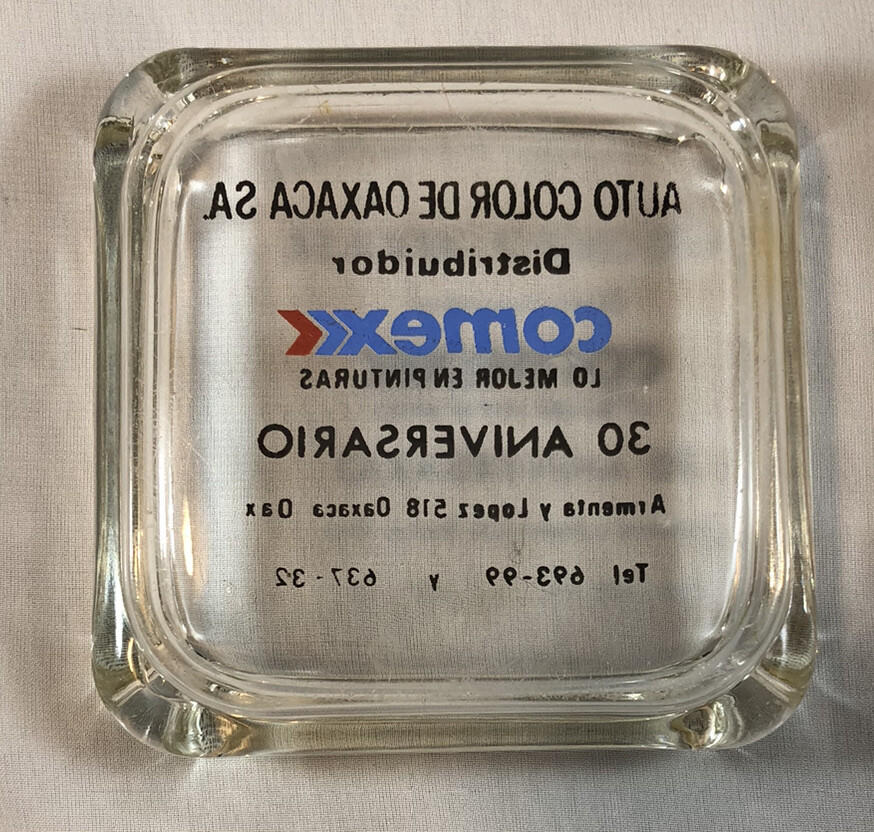 AUTO COLOR DE OAXACA SA.
Distribuidor
comex
LO MEJOR EN PINTURAS
30 ANIVERSARIO
Armenta y Lopez 518 Oaxaca Oax
Tel 693-99 y 637-32